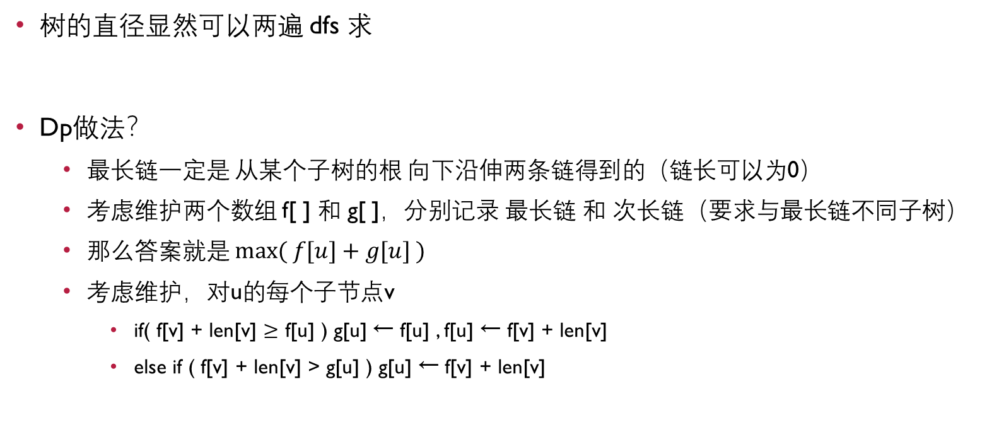 • 树的直径显然可以两遍 dfs 求
• Dp做法？
• 最长链一定是 从某个子树的根 向下沿伸两条链得到的（链长可以为0）
• 考虑维护两个数组 f[ ] 和 g[ ]，分别记录 最长链 和 次长链（要求与最长链不同子树）
• 那么答案就是 max( f[u] + g[u] )
• 考虑维护，对u的每个子节点v
• if( f[v] + len[v] ≥ f[u] ) g[u] ← f[u] , f[u] ← f[v] + len[v]
• else if ( f[v] + len[v] > g[u] ) g[u] ← f[v] + len[v]